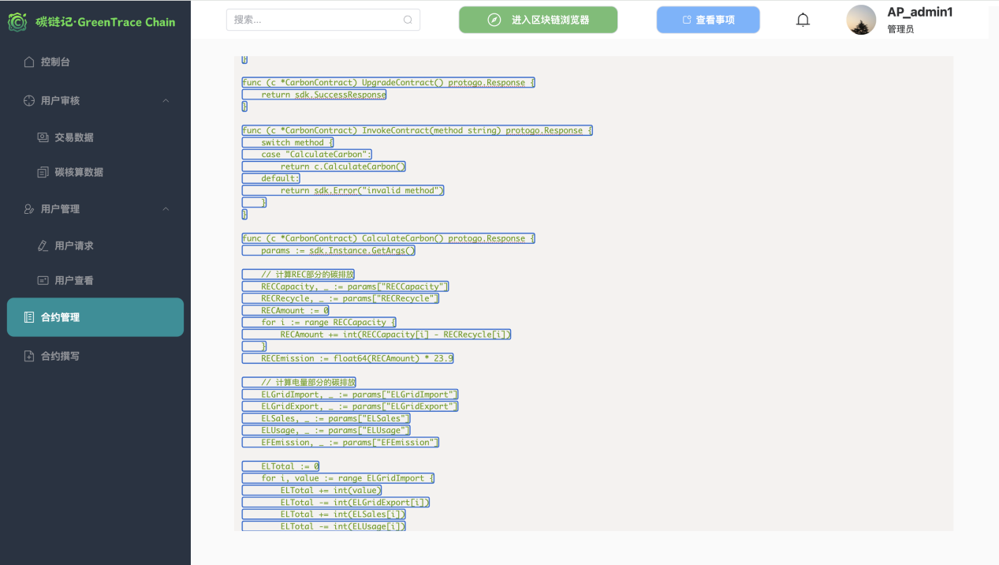 碳链记·GreenTrace Chain
搜索...
进入区块链浏览器
查看事项
AP_admin1
管理员
控制台
用户审核
交易数据
碳核算数据
用户管理
用户请求
用户查看
合约管理
合约撰写
}
func (c *CarbonContract) UpgradeContract() protogo.Response {
return sdk.SuccessResponse
}
func (c *CarbonContract) InvokeContract(method string) protogo.Response {
switch method {
case "CalculateCarbon":
return c.CalculateCarbon()
default:
return sdk.Error("invalid method")
}
}
func (c *CarbonContract) CalculateCarbon() protogo.Response {
params := sdk.Instance.GetArgs()
// 计算REC部分的碳排放
RECCapacity, _ := params["RECCapacity"]
RECRecycle, _ := params["RECRecycle"]
RECAmount := 0
for i := range RECCapacity {
RECAmount += int(RECCapacity[i] - RECRecycle[i])
}
RECEmission := float64(RECAmount) * 23.9
// 计算电量部分的碳排放
ELGridImport, _ := params["ELGridImport"]
ELGridExport, _ := params["ELGridExport"]
ELSales, _ := params["ELSales"]
ELUsage, _ := params["ELUsage"]
EFEmission, _ := params["EFEmission"]
ELTotal := 0
for i, value := range ELGridImport {
ELTotal += int(value)
ELTotal -= int(ELGridExport[i])
ELTotal += int(ELSales[i])
ELTotal -= int(ELUsage[i])